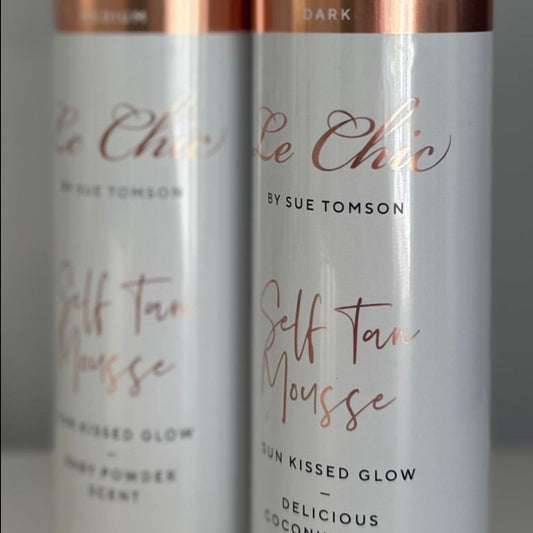 MEDIUM
Le Chic
BY SUE TOMSON
Self Tan
Mousse
SUN KISSED GLOW
–
BABY POWDER
SCENT
DARK
Le Chic
BY SUE TOMSON
Self Tan
Mousse
SUN KISSED GLOW
–
DELICIOUS